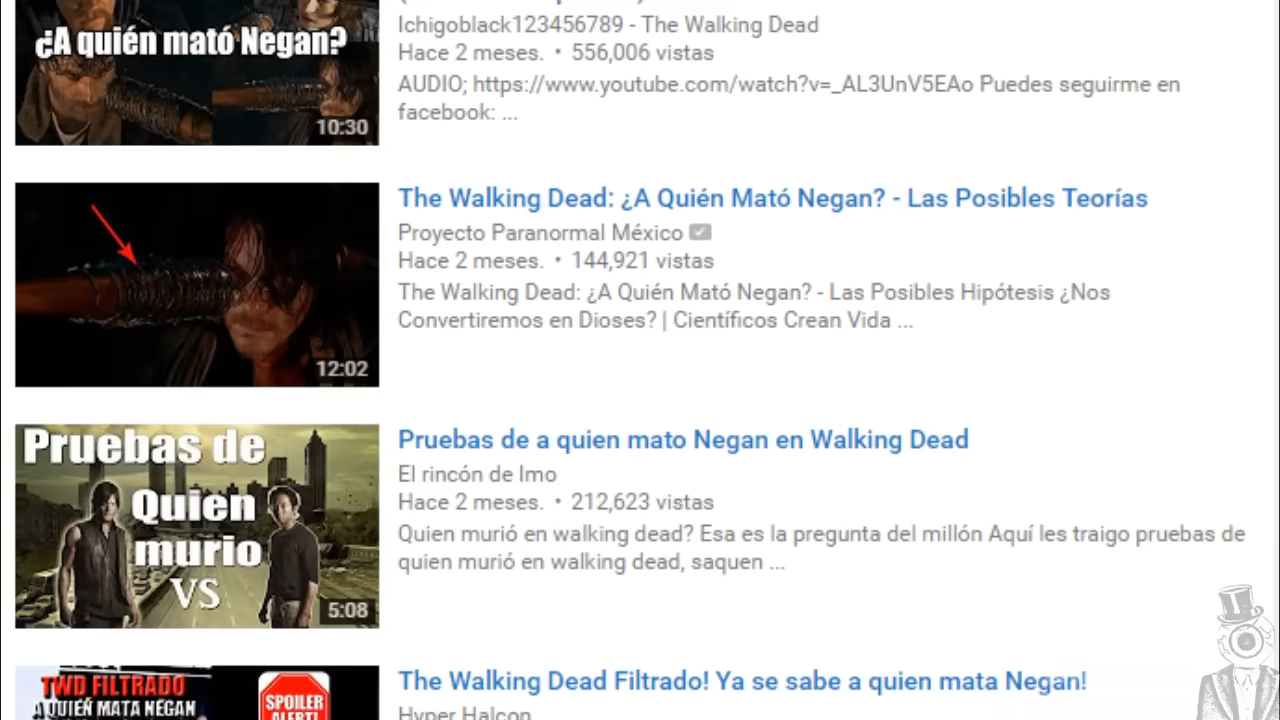 ¿A quién mató Negan?
10:30
Ichigoblack123456789 - The Walking Dead
Hace 2 meses. • 556,006 vistas
AUDIO; https://www.youtube.com/watch?v=_AL3UnV5EAo Puedes seguirme en
facebook: ...
12:02
The Walking Dead: ¿A Quién Mató Negan? - Las Posibles Teorías
Proyecto Paranormal México
Hace 2 meses. • 144,921 vistas
The Walking Dead: ¿A Quién Mató Negan? - Las Posibles Hipótesis ¿Nos
Convertiremos en Dioses? | Científicos Crean Vida ...
Pruebas de
Quien
murio
VS
5:08
Pruebas de a quien mato Negan en Walking Dead
El rincón de Imo
Hace 2 meses. • 212,623 vistas
Quien murió en walking dead? Esa es la pregunta del millón Aquí les traigo pruebas de
quien murió en walking dead, saquen ...
TWD FILTRADO
A QUIÉN MATA NEGAN
SPOILER
ALERT!
The Walking Dead Filtrado! Ya se sabe a quien mata Negan!
Hyper Halcon